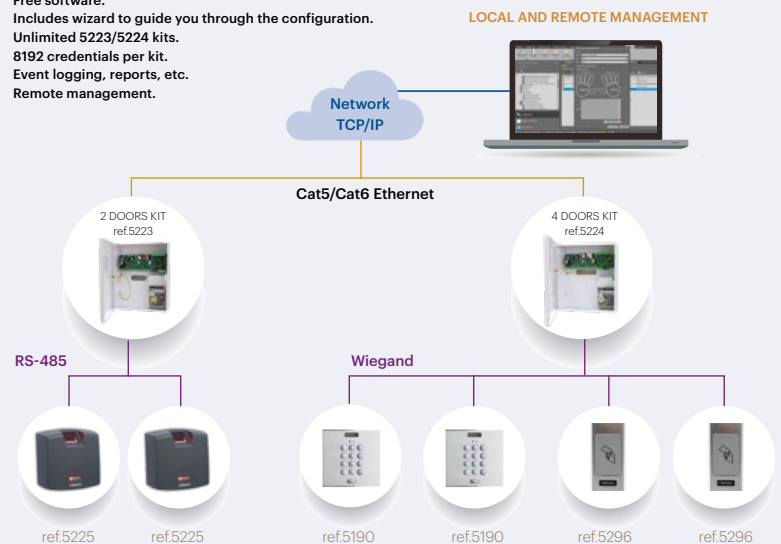 Free software.
Includes wizard to guide you through the configuration.
Unlimited 5223/5224 kits.
8192 credentials per kit.
Event logging, reports, etc.
Remote management.
LOCAL AND REMOTE MANAGEMENT
Network
TCP/IP
Cat5/Cat6 Ethernet
2 DOORS KIT
ref.5223
4 DOORS KIT
ref.5224
RS-485
Wiegand
ref.5225
ref.5225
ref.5190
ref.5190
ref.5296
ref.5296